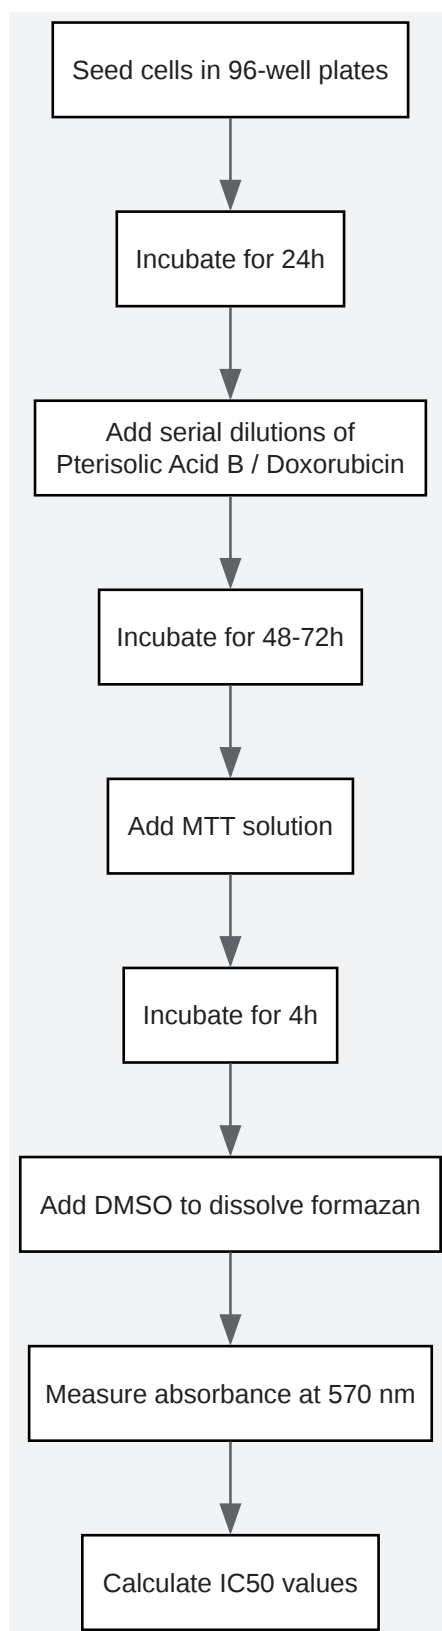 Seed cells in 96-well plates
Incubate for 24h
Add serial dilutions of
Pterisolic Acid B / Doxorubicin
Incubate for 48-72h
Add MTT solution
Incubate for 4h
Add DMSO to dissolve formazan
Measure absorbance at 570 nm
Calculate IC50 values